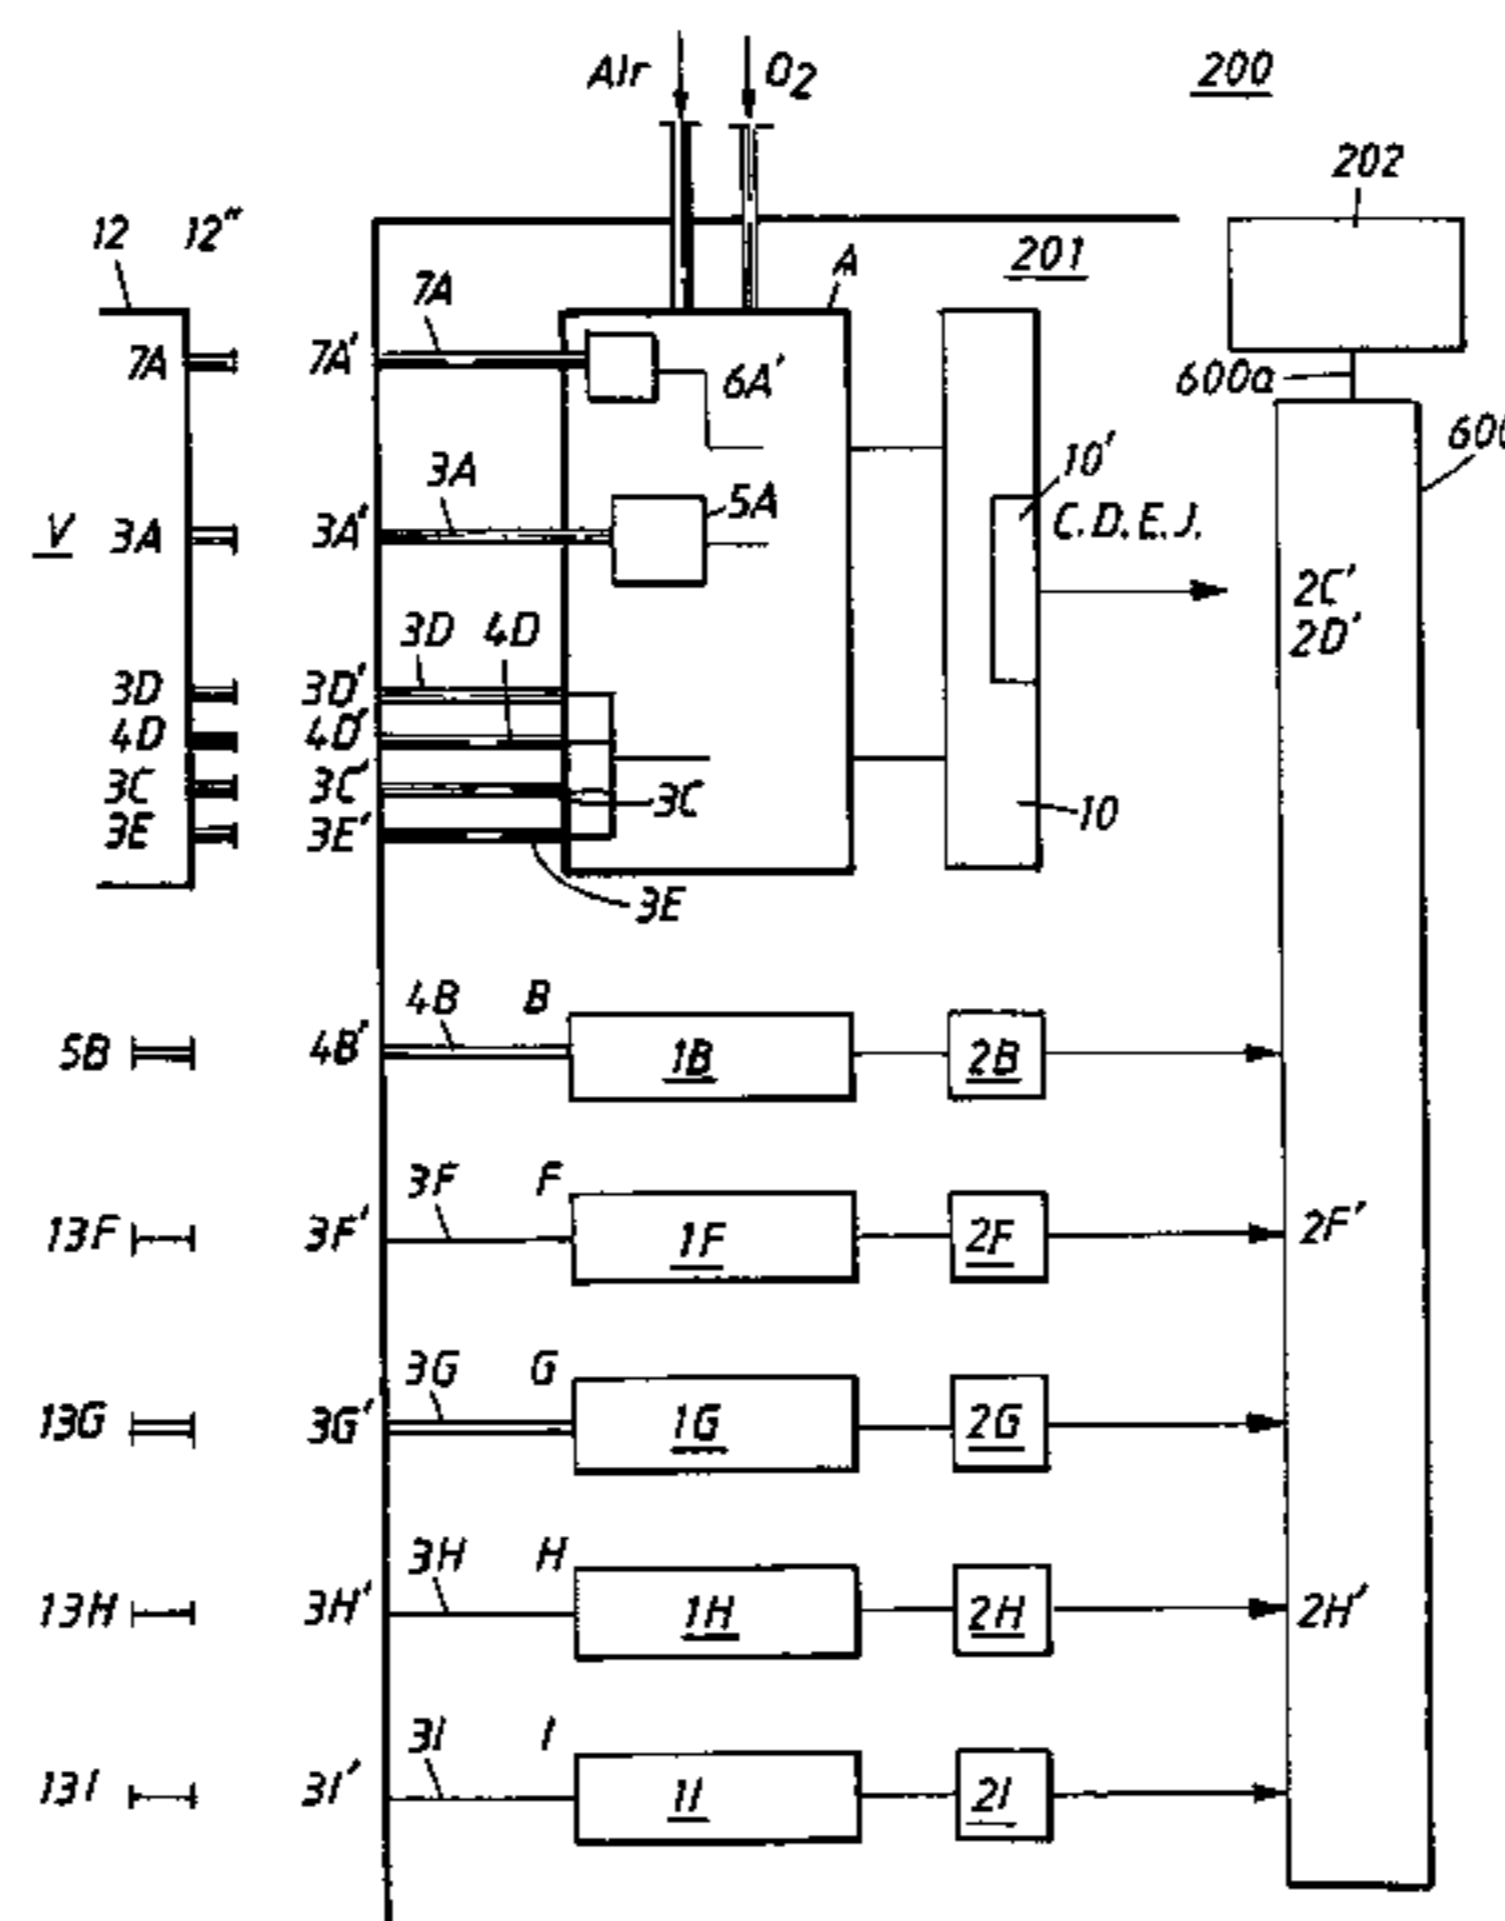 Air O2 200
202
12 12" A 201
7A
7A 7A' 6A' 600a
600
3A 10'
5A
V 3A 3A' C.D.E.J.
2C'
3D 4D 2D'
3D 3D'
4D 4D'
3C 3C' 3C 10
3E 3E'
3E
4B B
5B 4B' 1B 2B
3F F
13F 3F' 1F 2F 2F'
3G G
13G 3G' 1G 2G
3H H
13H 3H' 1H 2H 2H'
3I I
13I 3I' 1I 2I